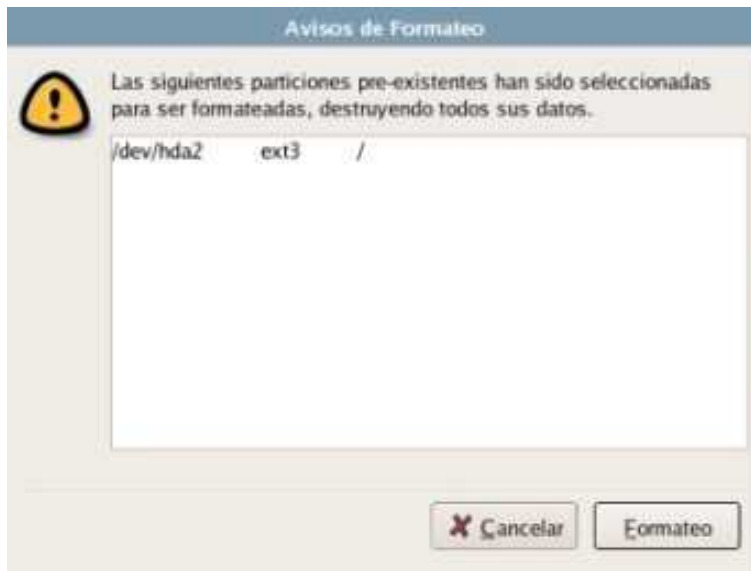 Avisos de Formateo
Las siguientes particiones pre-existentes han sido seleccionadas
para ser formateadas, destruyendo todos sus datos.
/dev/hda2 ext3 /
Cancelar Formateo